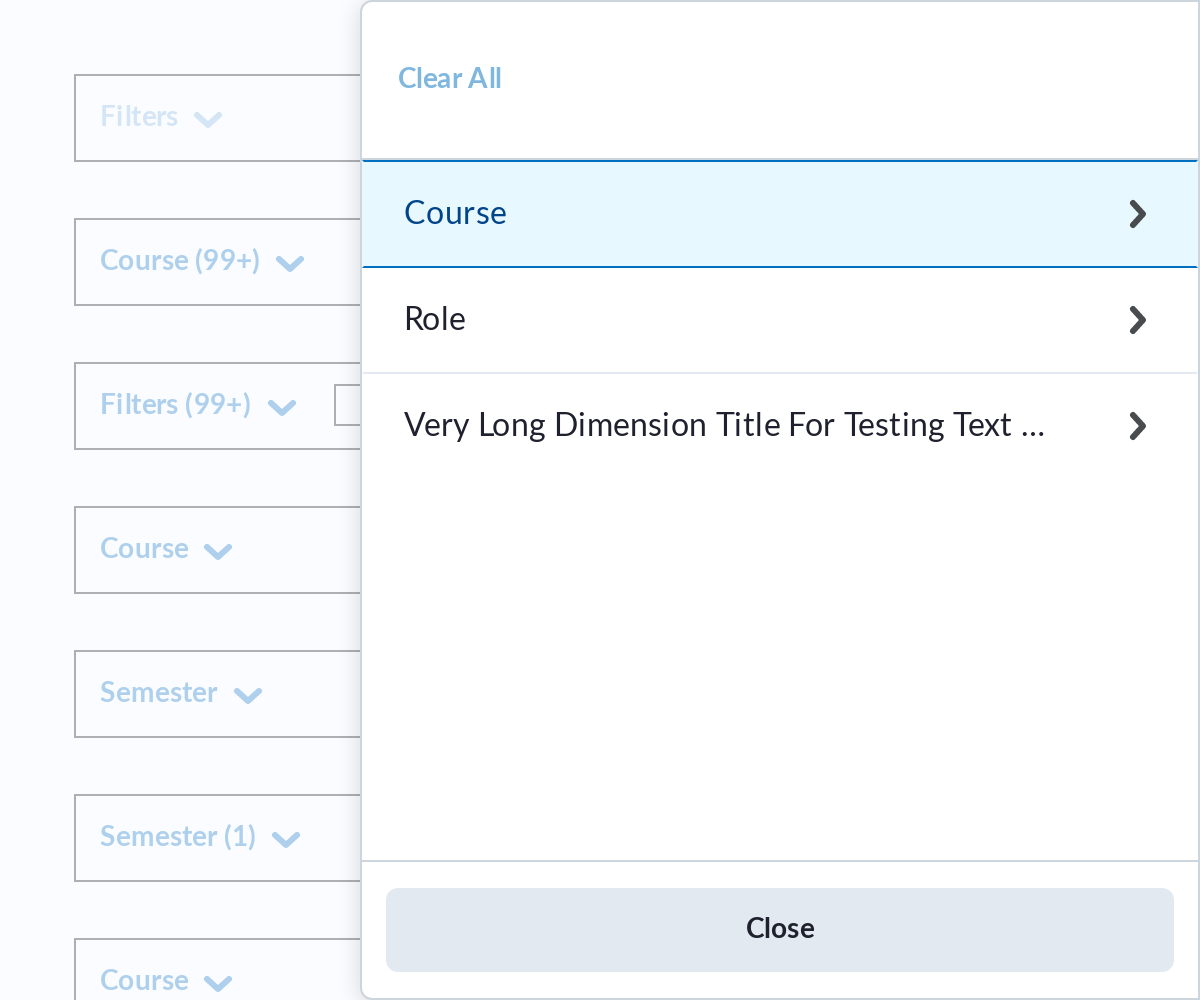 Clear All
Course
Role
Very Long Dimension Title For Testing Text ...
Close
Filters
Course (99+)
Filters (99+)
Course
Semester
Semester (1)
Course